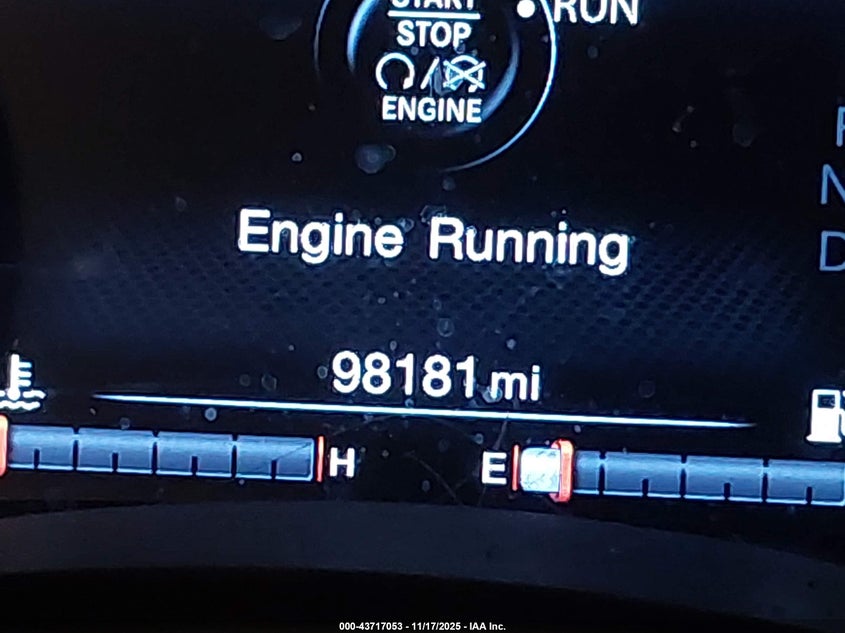 START
STOP
ENGINE
RUN
Engine Running
N
D
98181 mi
H
E
000-43717053 - 11/17/2025 - IAA Inc.